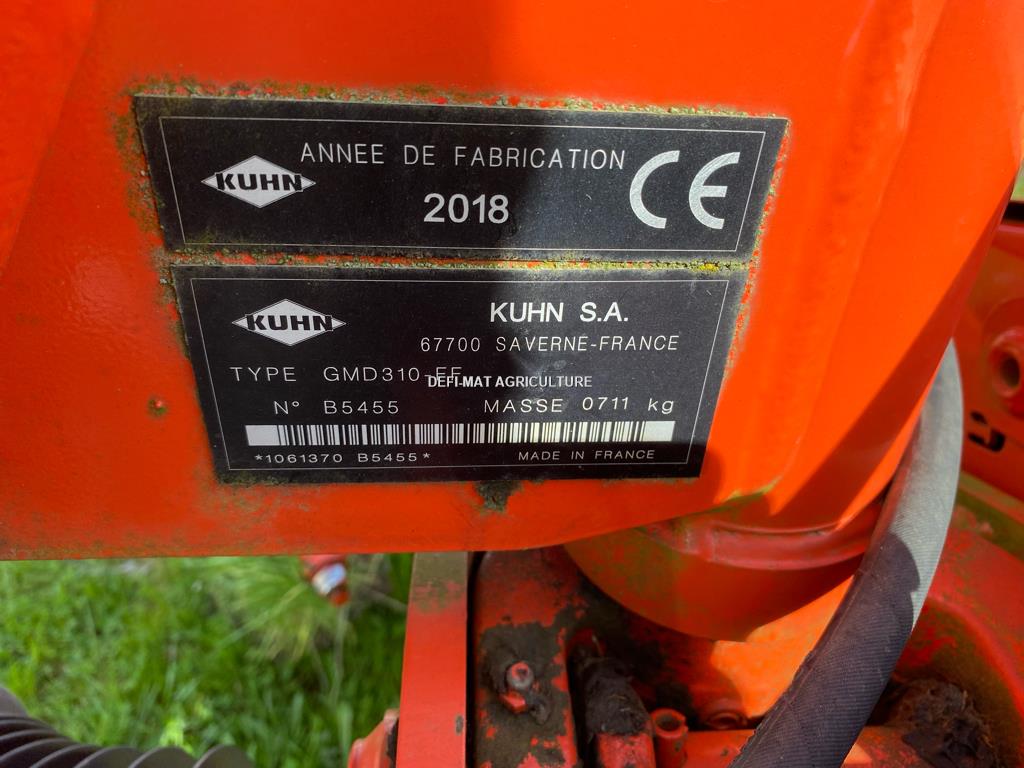 KUHN
ANNEE DE FABRICATION
2018
CE
KUHN
KUHN S.A.
67700 SAVERNE-FRANCE
TYPE GMD310-FF
DEFI-MAT AGRICULTURE
N° B5455 MASSE 0711 kg
*1061370 B5455*
MADE IN FRANCE